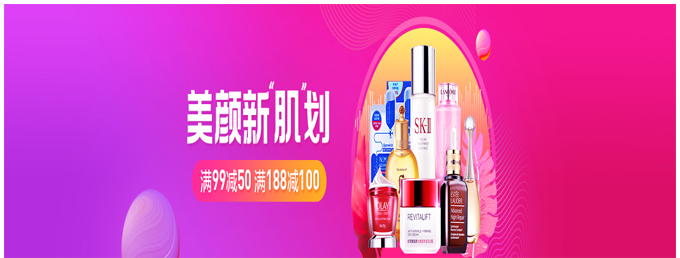 美颜新“肌”划
满99减50 满188减100
SK-II
LANCOME
OLAY
REVITALIFT
ESTEE
LAUDER
Advanced
Night Repair